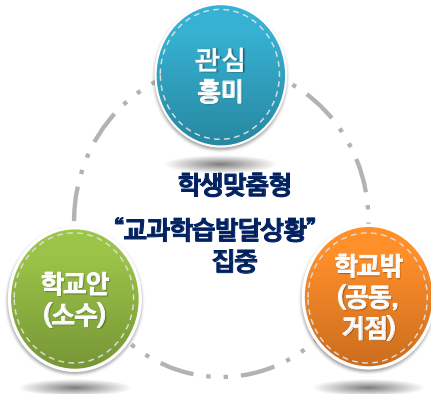 관심
흥미
학생맞춤형
“교과학습발달상황”
집중
학교안
(소수)
학교밖
(공동,
거점)